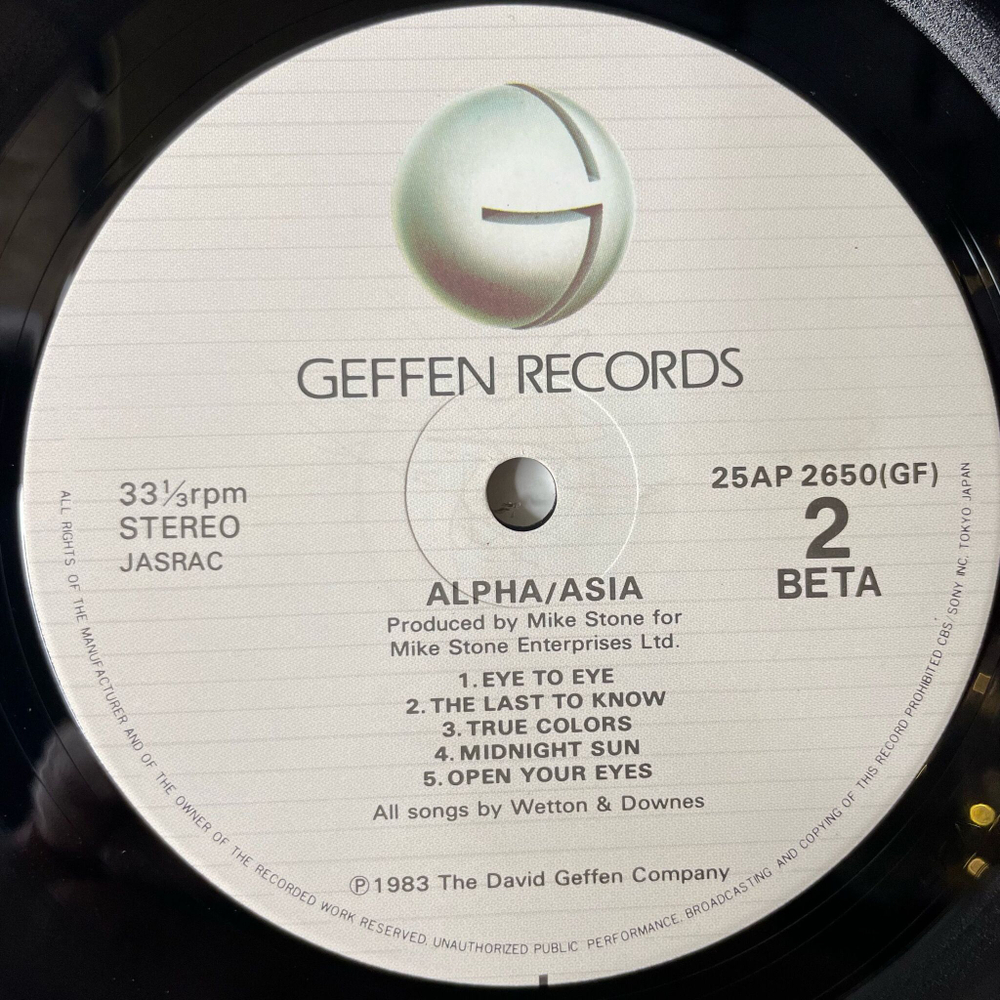 GEFFEN RECORDS
33⅓rpm
STEREO
JASRAC
25AP 2650(GF)
2
BETA
ALPHA/ASIA
Produced by Mike Stone for
Mike Stone Enterprises Ltd.
1. EYE TO EYE
2. THE LAST TO KNOW
3. TRUE COLORS
4. MIDNIGHT SUN
5. OPEN YOUR EYES
All songs by Wetton & Downes
℗1983 The David Geffen Company
ALL RIGHTS OF THE MANUFACTURER AND OF THE OWNER OF THE RECORDED WORK RESERVED. UNAUTHORIZED PUBLIC PERFORMANCE. BROADCASTING AND COPYING OF THIS RECORD PROHIBITED CBS/SONY INC. TOKYO JAPAN